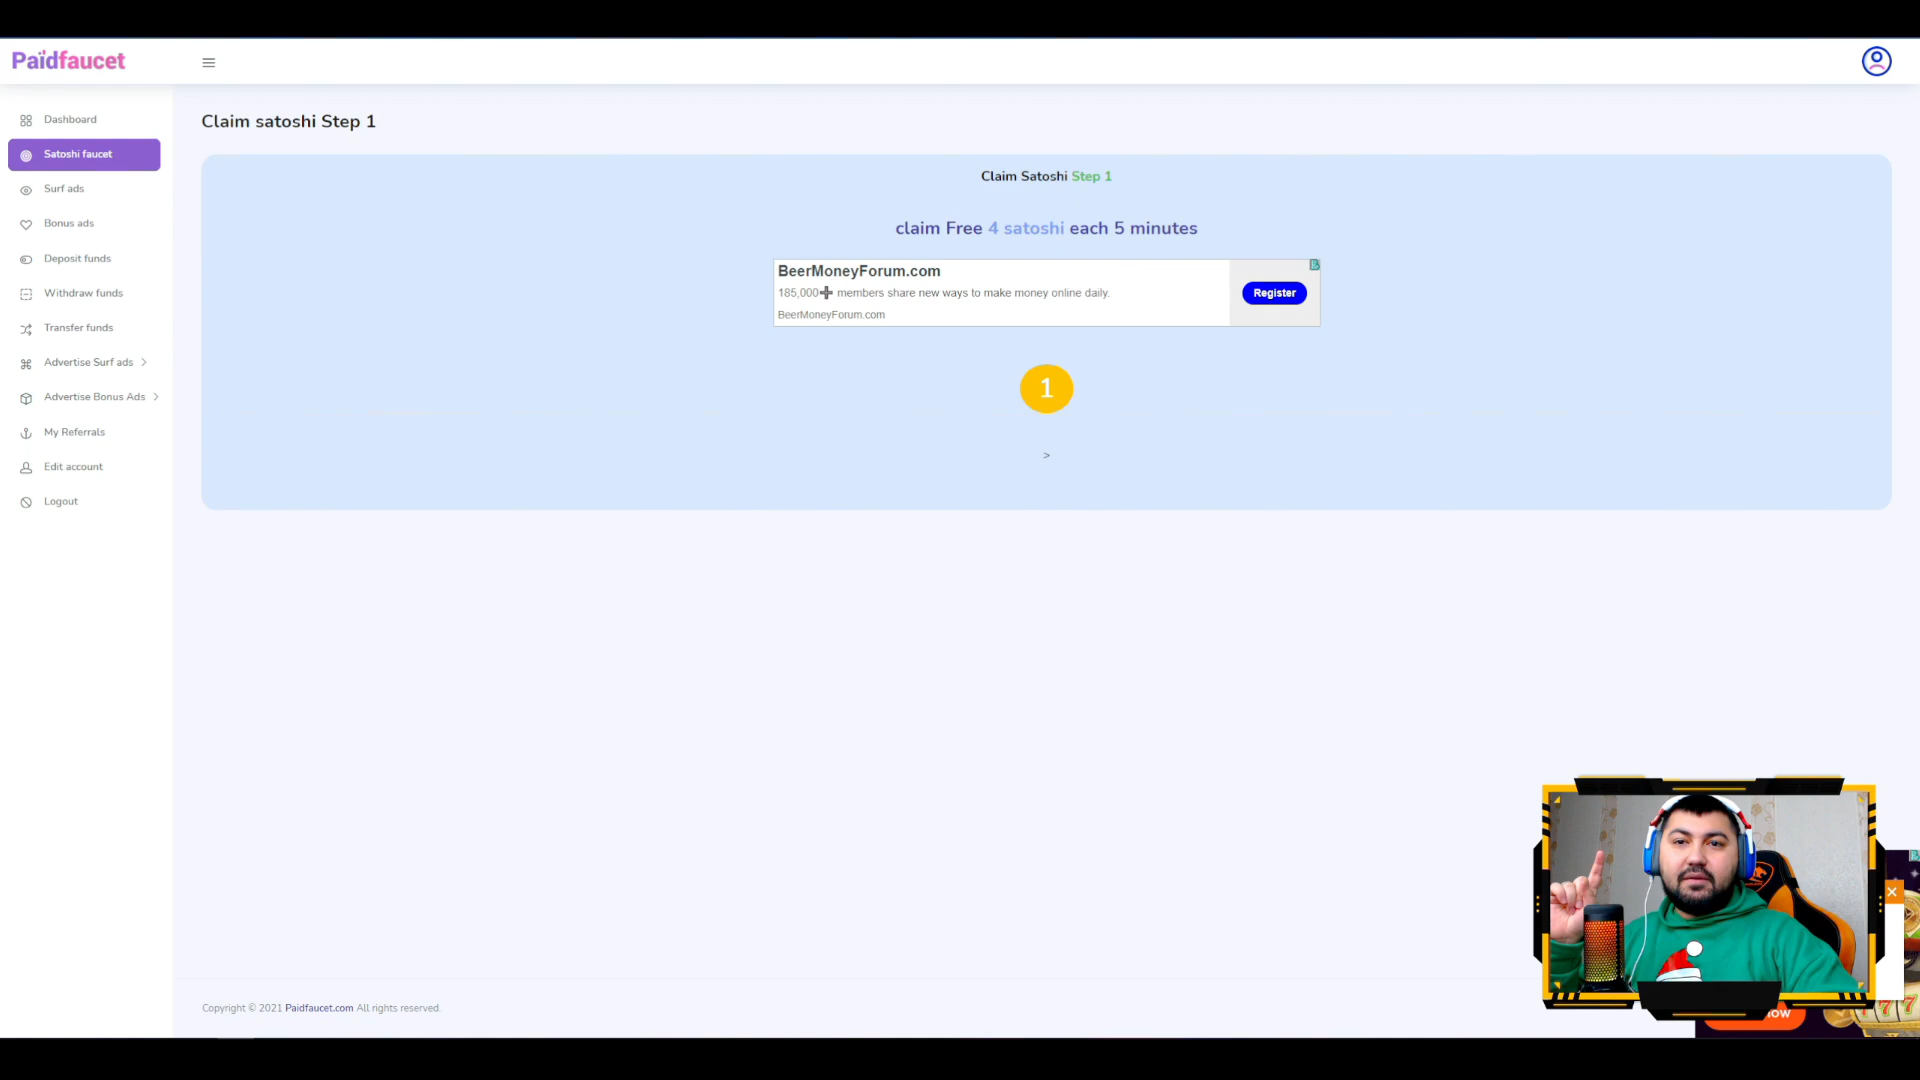 Paidfaucet
Dashboard
Satoshi faucet
Surf ads
Bonus ads
Deposit funds
Withdraw funds
Transfer funds
Advertise Surf ads
Advertise Bonus Ads
My Referrals
Edit account
Logout
Claim satoshi Step 1
Claim Satoshi Step 1
claim Free 4 satoshi each 5 minutes
BeerMoneyForum.com
185,000+ members share new ways to make money online daily.
BeerMoneyForum.com
Register
1
>
Copyright © 2021 Paidfaucet.com All rights reserved.
7 7